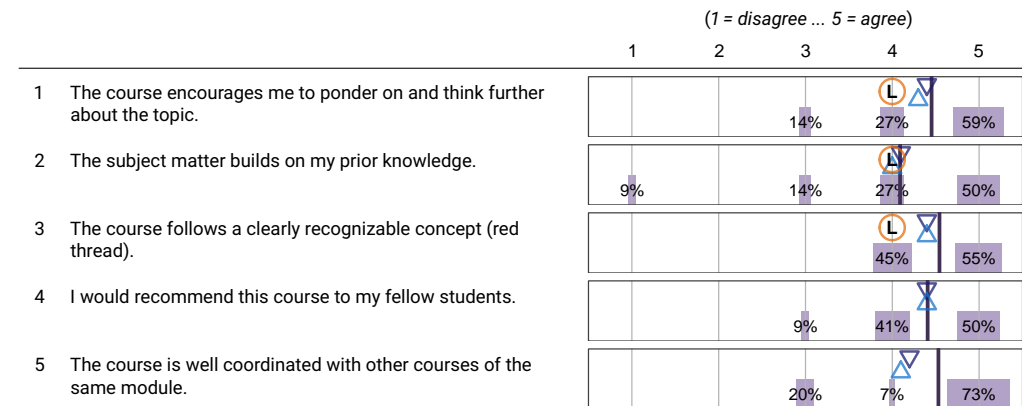 (1 = disagree ... 5 = agree)
1 2 3 4 5
1 The course encourages me to ponder on and think further
about the topic.
L
14% 27% 59%
2 The subject matter builds on my prior knowledge.
L
9% 14% 27% 50%
3 The course follows a clearly recognizable concept (red
thread).
L
45% 55%
4 I would recommend this course to my fellow students.
9% 41% 50%
5 The course is well coordinated with other courses of the
same module.
20% 7% 73%